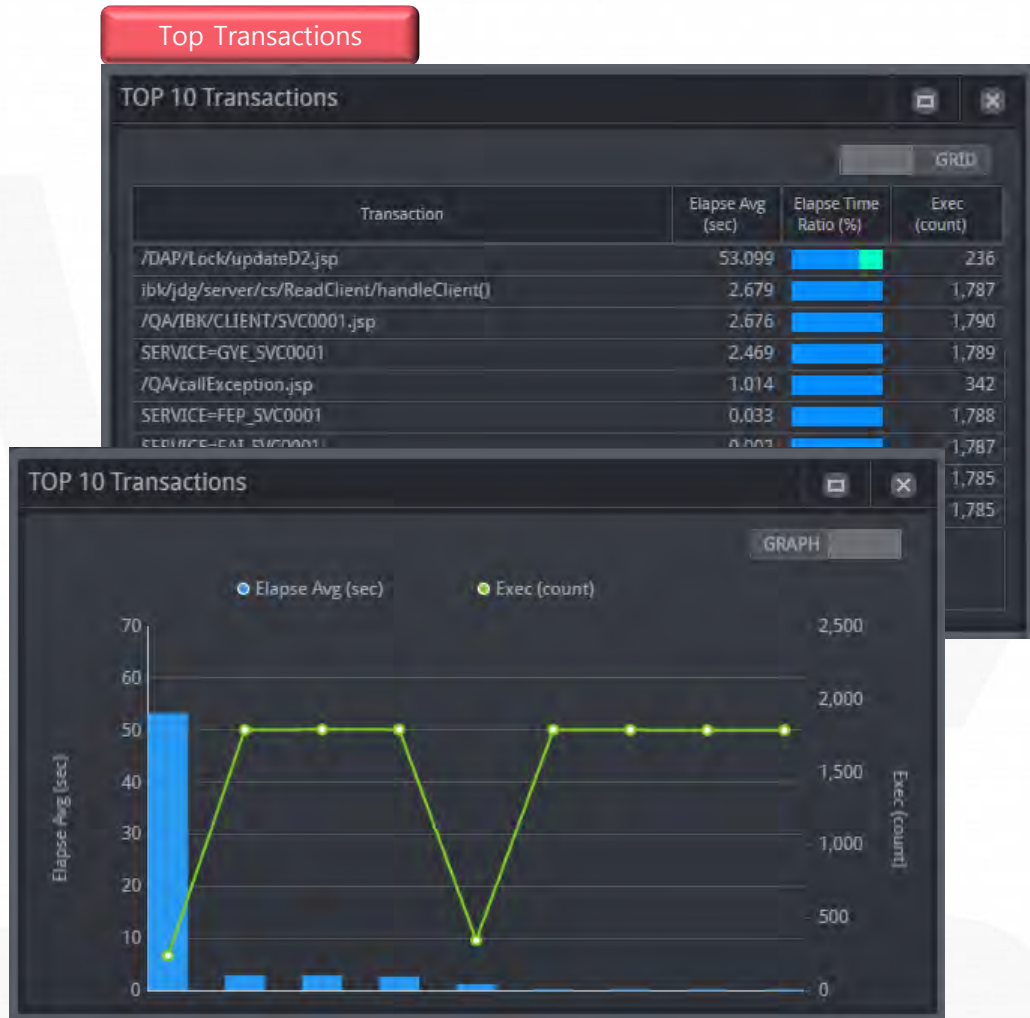 Top Transactions
TOP 10 Transactions
GRID
Transaction
Elapse Avg (sec)
Elapse Time Ratio (%)
Exec (count)
/DAP/Lock/updateD2.jsp 53.099 236
ibk/jdg/server/cs/ReadClient/handleClient() 2.679 1,787
/QA/IBK/CLIENT/SVC0001.jsp 2.676 1,790
SERVICE=GYE_SVC0001 2.469 1,789
/QA/callException.jsp 1.014 342
SERVICE=FEP_SVC0001 0.033 1,788
1,787
1,785
1,785
TOP 10 Transactions
GRAPH
Elapse Avg (sec) Exec (count)
70 2,500
60
2,000
50
1,500
40
30
1,000
20
500
10
0 0
Elapse Avg (sec)
Exec (count)